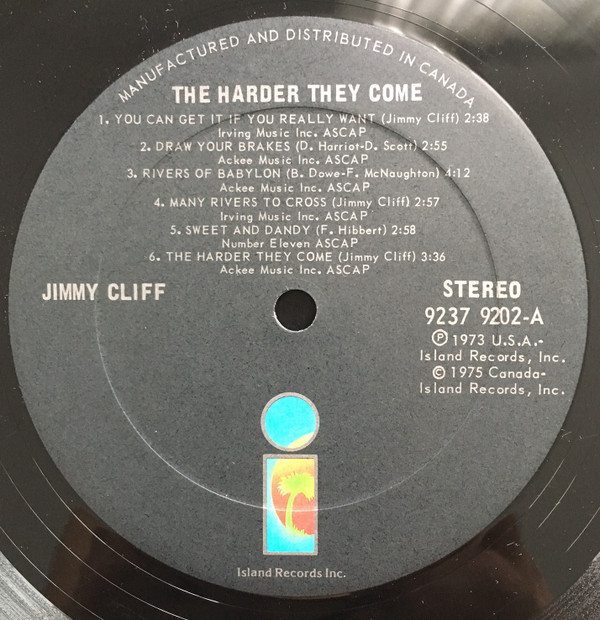 MANUFACTURED AND DISTRIBUTED IN CANADA
THE HARDER THEY COME
1. YOU CAN GET IT IF YOU REALLY WANT (Jimmy Cliff) 2:38
Irving Music Inc. ASCAP
2. DRAW YOUR BRAKES (D. Harriot-D. Scott) 2:55
Ackee Music Inc. ASCAP
3. RIVERS OF BABYLON (B. Dowe-F. McNaughton) 4:12
Ackee Music Inc. ASCAP
4. MANY RIVERS TO CROSS (Jimmy Cliff) 2:57
Irving Music Inc. ASCAP
5. SWEET AND DANDY (F. Hibbert) 2:58
Number Eleven ASCAP
6. THE HARDER THEY COME (Jimmy Cliff) 3:36
Ackee Music Inc. ASCAP
JIMMY CLIFF
STEREO
9237 9202-A
Ⓟ 1973 U.S.A.-
Island Records, Inc.
© 1975 Canada-
Island Records, Inc.
i
Island Records Inc.